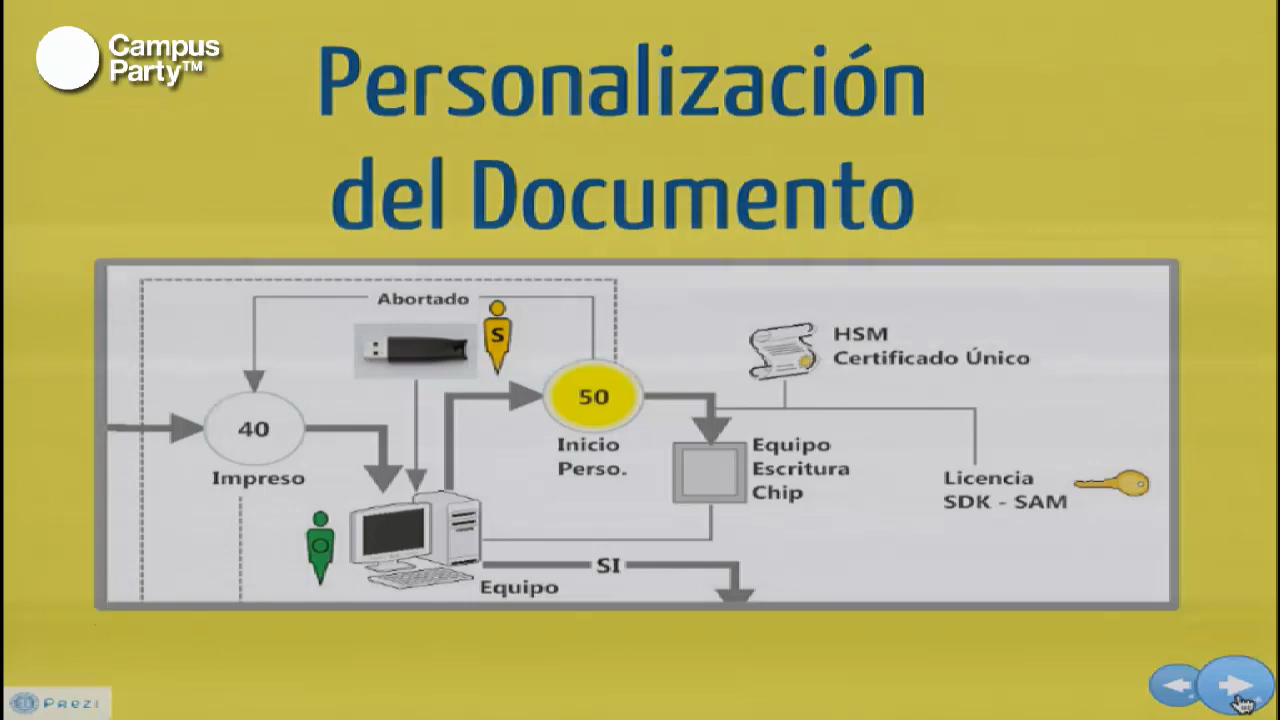 Campus
Party™
Personalización
del Documento
Abortado
S
HSM
Certificado Único
40
50
Impreso
Inicio
Perso.
Equipo
Escritura
Chip
Licencia
SDK - SAM
O
SI
Equipo
Prezi